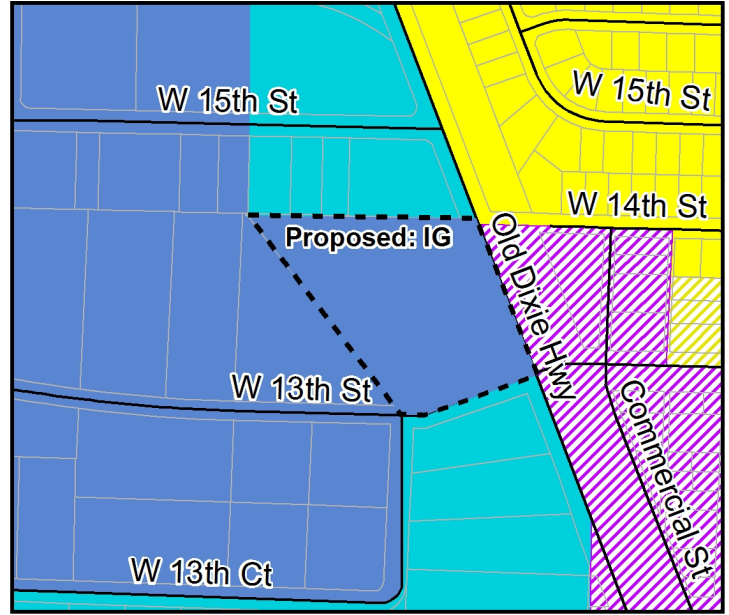 W 15th St
W 15th St
W 14th St
Proposed: IG
Old Dixie Hwy
W 13th St
Commercial St
W 13th Ct